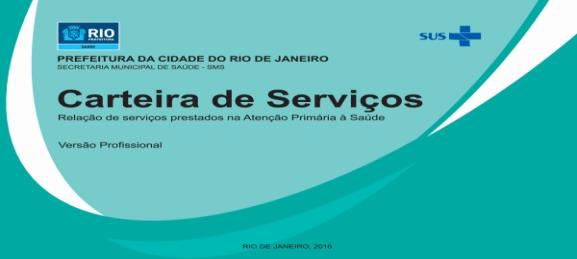 RIO
PREFEITURA
SAÚDE
SUS
PREFEITURA DA CIDADE DO RIO DE JANEIRO
SECRETARIA MUNICIPAL DE SAÚDE - SMS
Carteira de Serviços
Relação de serviços prestados na Atenção Primária à Saúde
Versão Profissional
RIO DE JANEIRO, 2016